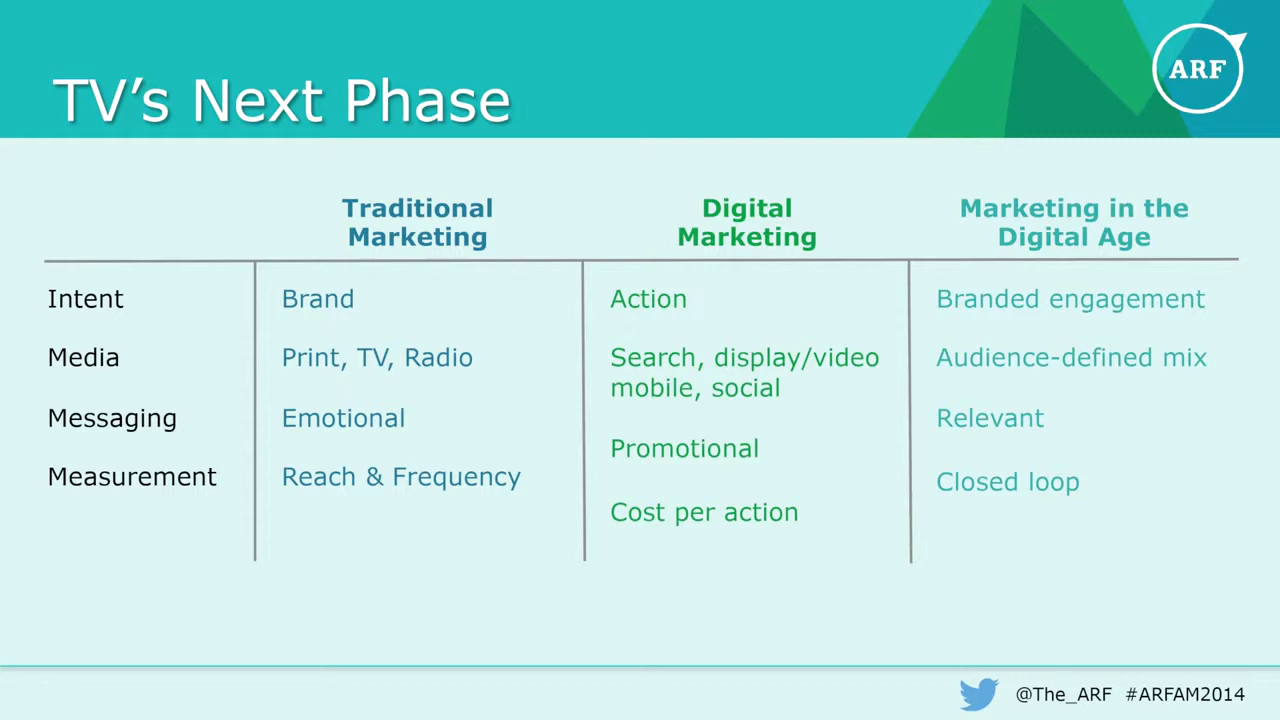 ARF
TV’s Next Phase
Traditional
Marketing
Digital
Marketing
Marketing in the
Digital Age
Intent
Brand
Action
Branded engagement
Media
Print, TV, Radio
Search, display/video
mobile, social
Audience-defined mix
Messaging
Emotional
Promotional
Relevant
Measurement
Reach & Frequency
Cost per action
Closed loop
@The_ARF #ARFAM2014